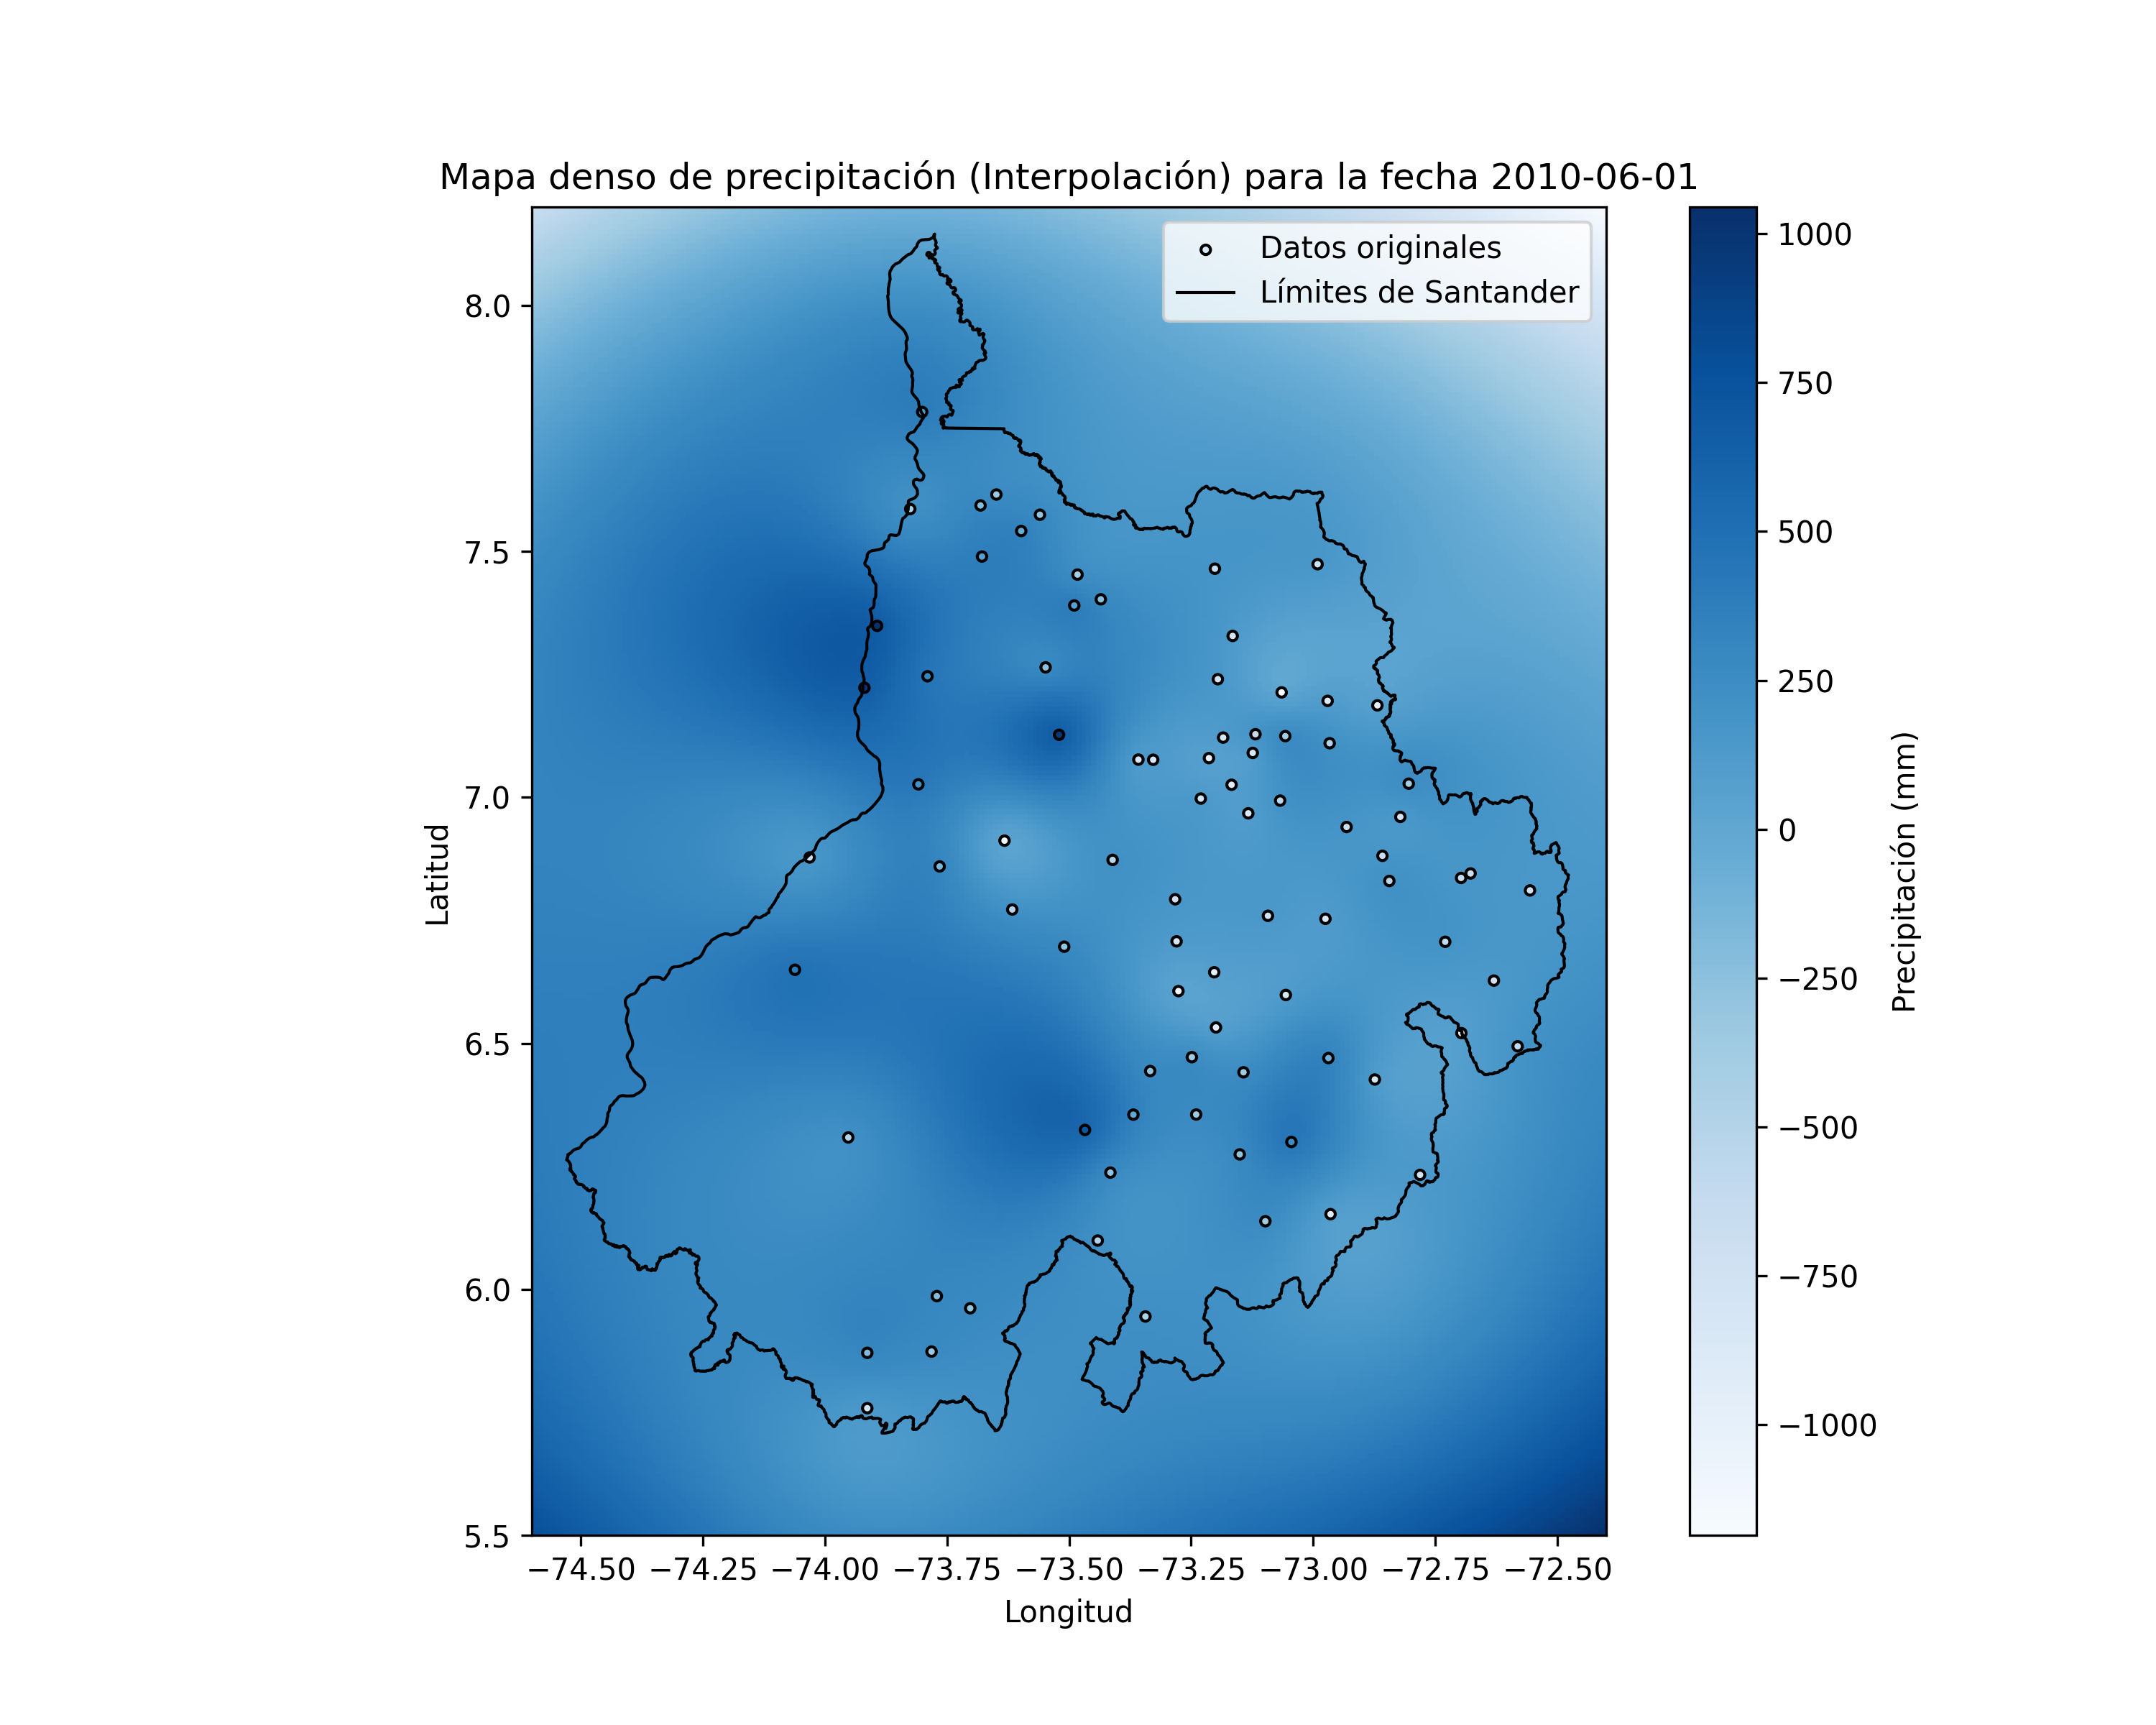 Mapa denso de precipitación (Interpolación) para la fecha 2010-06-01
Datos originales
Límites de Santander
Latitud
8.0
7.5
7.0
6.5
6.0
5.5
−74.50 −74.25 −74.00 −73.75 −73.50 −73.25 −73.00 −72.75 −72.50
Longitud
1000
750
500
250
0
−250
−500
−750
−1000
Precipitación (mm)